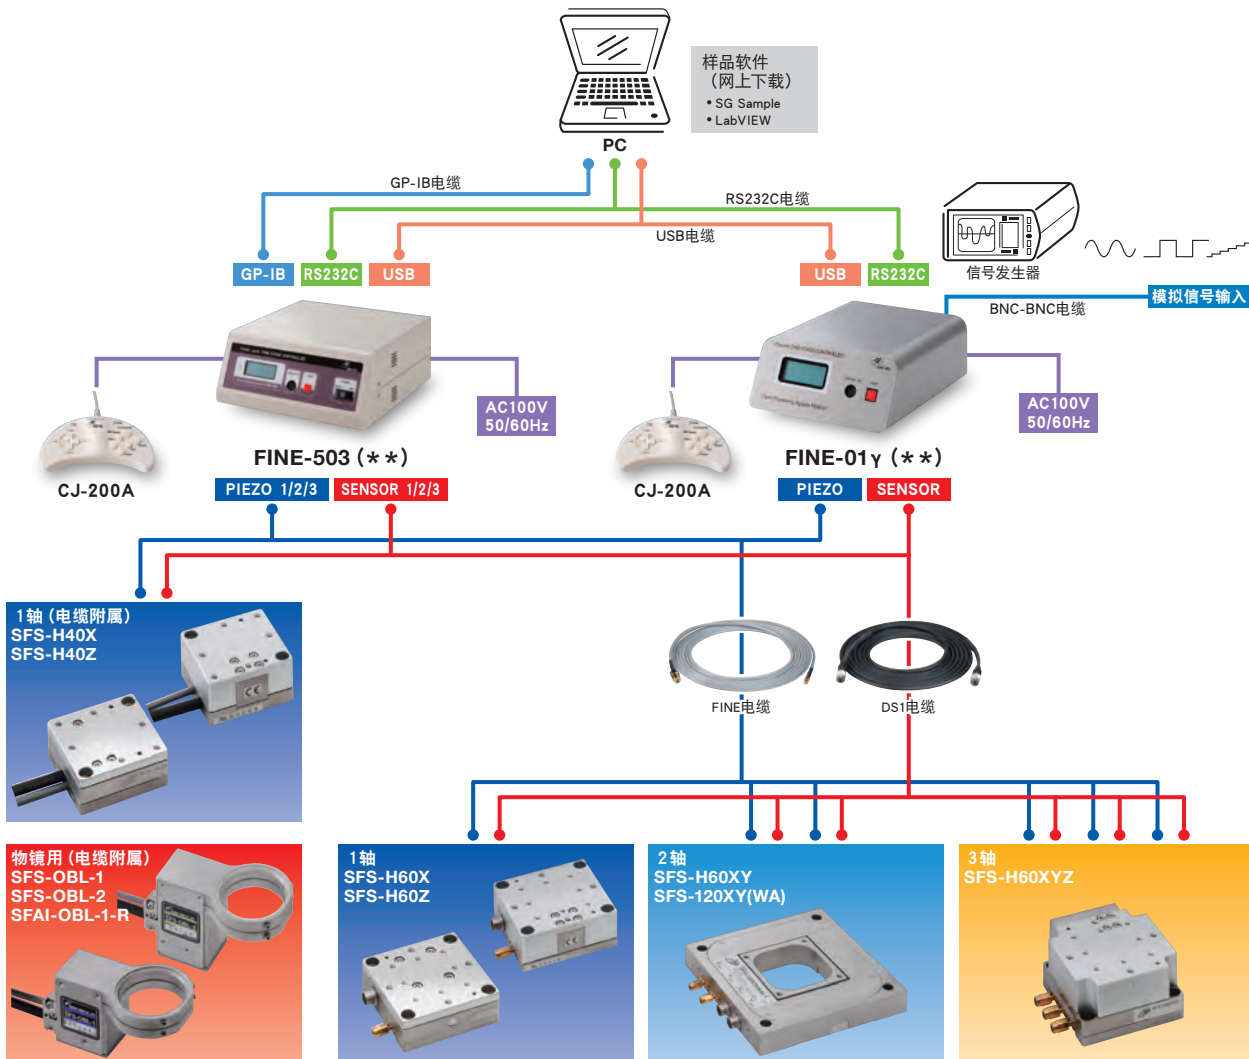 样品软件
（网上下载）
• SG Sample
• LabVIEW
PC
GP-IB电缆
RS232C电缆
USB电缆
GP-IB
RS232C
USB
USB
RS232C
信号发生器
BNC-BNC电缆
模拟信号输入
AC100V
50/60Hz
AC100V
50/60Hz
CJ-200A
FINE-503 (**)
CJ-200A
FINE-01γ (**)
PIEZO 1/2/3
SENSOR 1/2/3
PIEZO
SENSOR
1轴 (电缆附属)
SFS-H40X
SFS-H40Z
FINE电缆
DS1电缆
物镜用 (电缆附属)
SFS-OBL-1
SFS-OBL-2
SFAI-OBL-1-R
1轴
SFS-H60X
SFS-H60Z
2轴
SFS-H60XY
SFS-120XY(WA)
3轴
SFS-H60XYZ